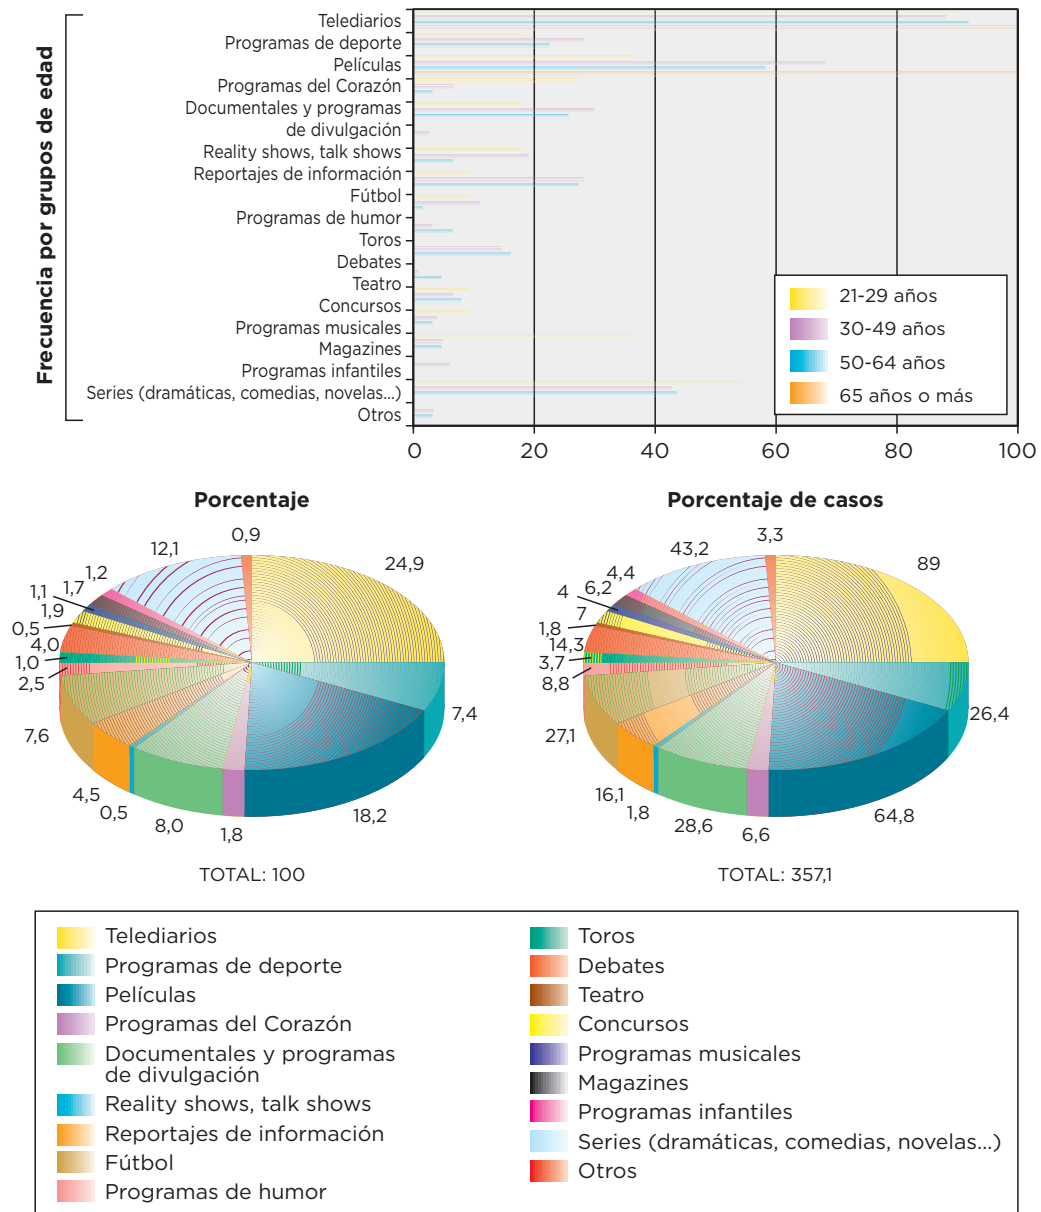 Frecuencia por grupos de edad
Telediarios
Programas de deporte
Películas
Programas del Corazón
Documentales y programas
de divulgación
Reality shows, talk shows
Reportajes de información
Fútbol
Programas de humor
Toros
Debates
Teatro
Concursos
Programas musicales
Magazines
Programas infantiles
Series (dramáticas, comedias, novelas...)
Otros
21-29 años
30-49 años
50-64 años
65 años o más
0 20 40 60 80 100
Porcentaje
0,9
24,9
7,4
18,2
1,8
8,0
0,5
4,5
7,6
2,5
1,0
4,0
0,5
1,9
1,1
1,7
1,2
12,1
TOTAL: 100
Porcentaje de casos
3,3
89
26,4
64,8
6,6
28,6
1,8
16,1
27,1
8,8
3,7
14,3
1,8
7
4
6,2
4,4
43,2
TOTAL: 357,1
Telediarios
Programas de deporte
Películas
Programas del Corazón
Documentales y programas
de divulgación
Reality shows, talk shows
Reportajes de información
Fútbol
Programas de humor
Toros
Debates
Teatro
Concursos
Programas musicales
Magazines
Programas infantiles
Series (dramáticas, comedias, novelas...)
Otros